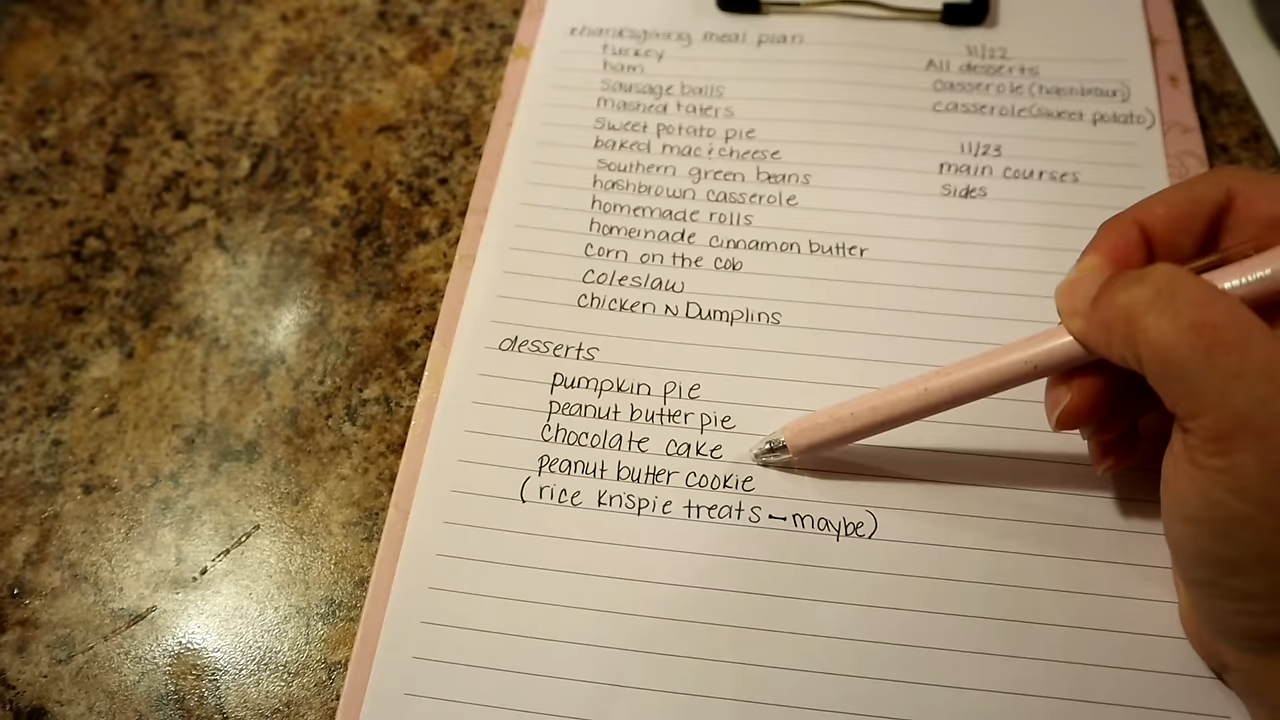 thanksgiving meal plan
turkey
ham
sausage balls
mashed taters
sweet potato pie
baked mac & cheese
southern green beans
hashbrown casserole
homemade rolls
homemade cinnamon butter
corn on the cob
coleslaw
chicken N Dumplins
11/22
All desserts
casserole (hashbrown)
casserole (sweet potato)
11/23
main courses
sides
desserts
pumpkin pie
peanut butter pie
chocolate cake
peanut butter cookie
(rice krispie treats - maybe)